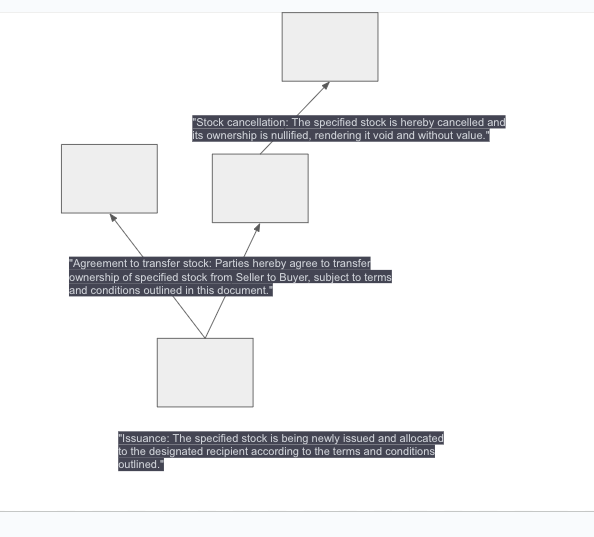 "Stock cancellation: The specified stock is hereby cancelled and
its ownership is nullified, rendering it void and without value."
"Agreement to transfer stock: Parties hereby agree to transfer
ownership of specified stock from Seller to Buyer, subject to terms
and conditions outlined in this document."
"Issuance: The specified stock is being newly issued and allocated
to the designated recipient according to the terms and conditions
outlined."